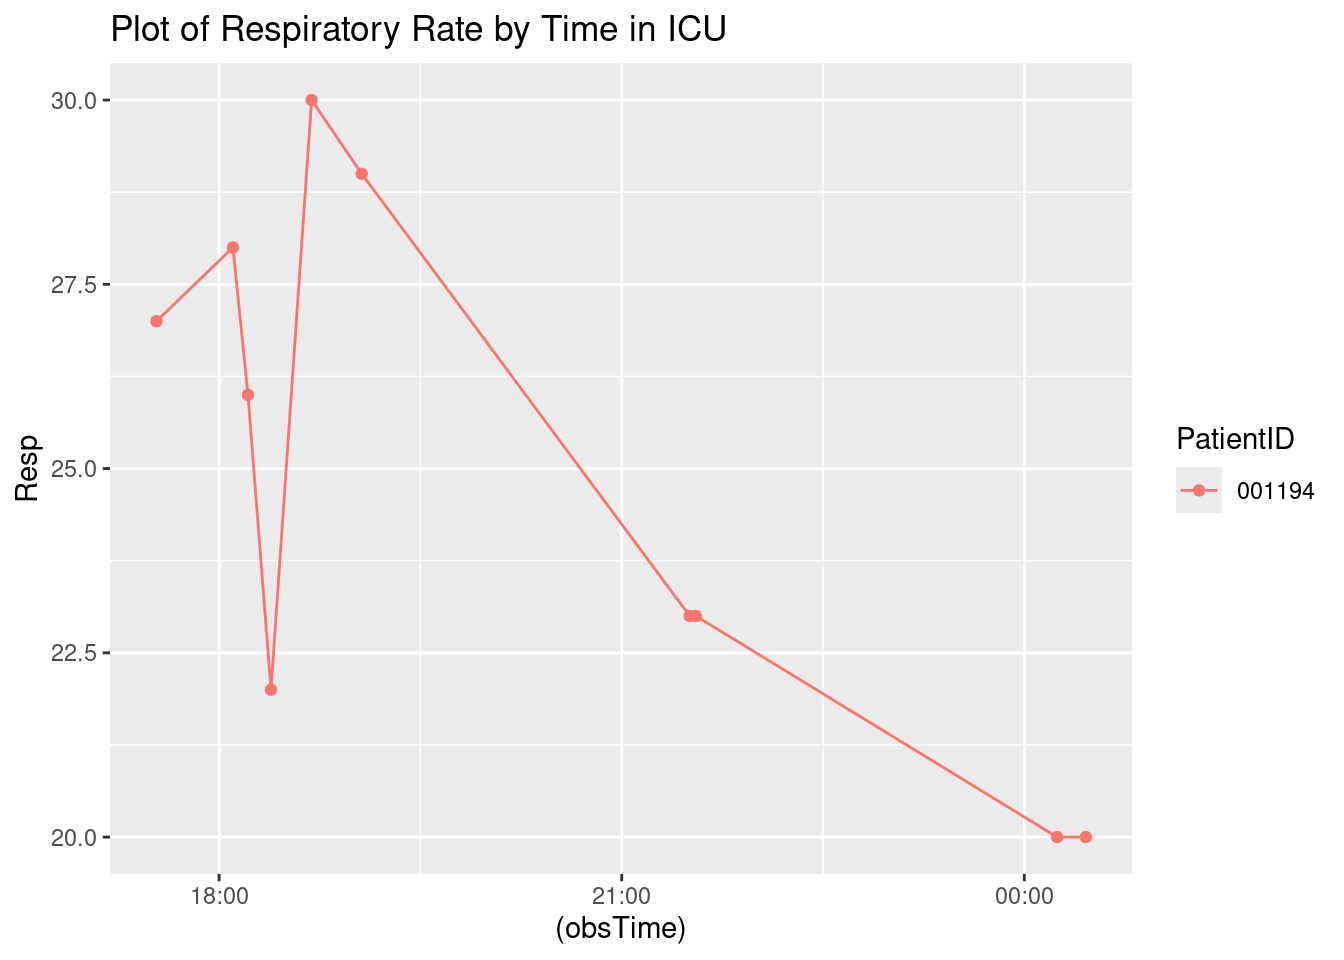 Plot of Respiratory Rate by Time in ICU
30.0
27.5
25.0
22.5
20.0
Resp
18:00
21:00
00:00
(obsTime)
PatientID
001194